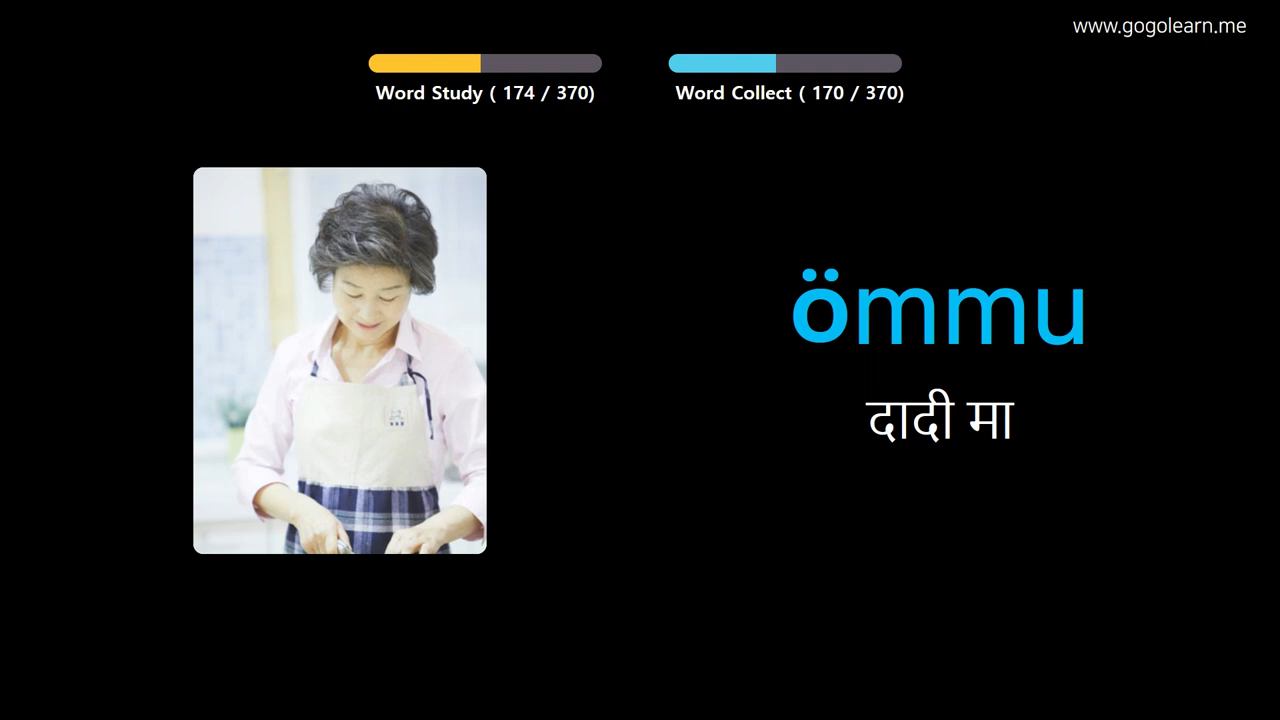 www.gogolearn.me
Word Study ( 174 / 370)
Word Collect ( 170 / 370)
ömmu
दादी मा